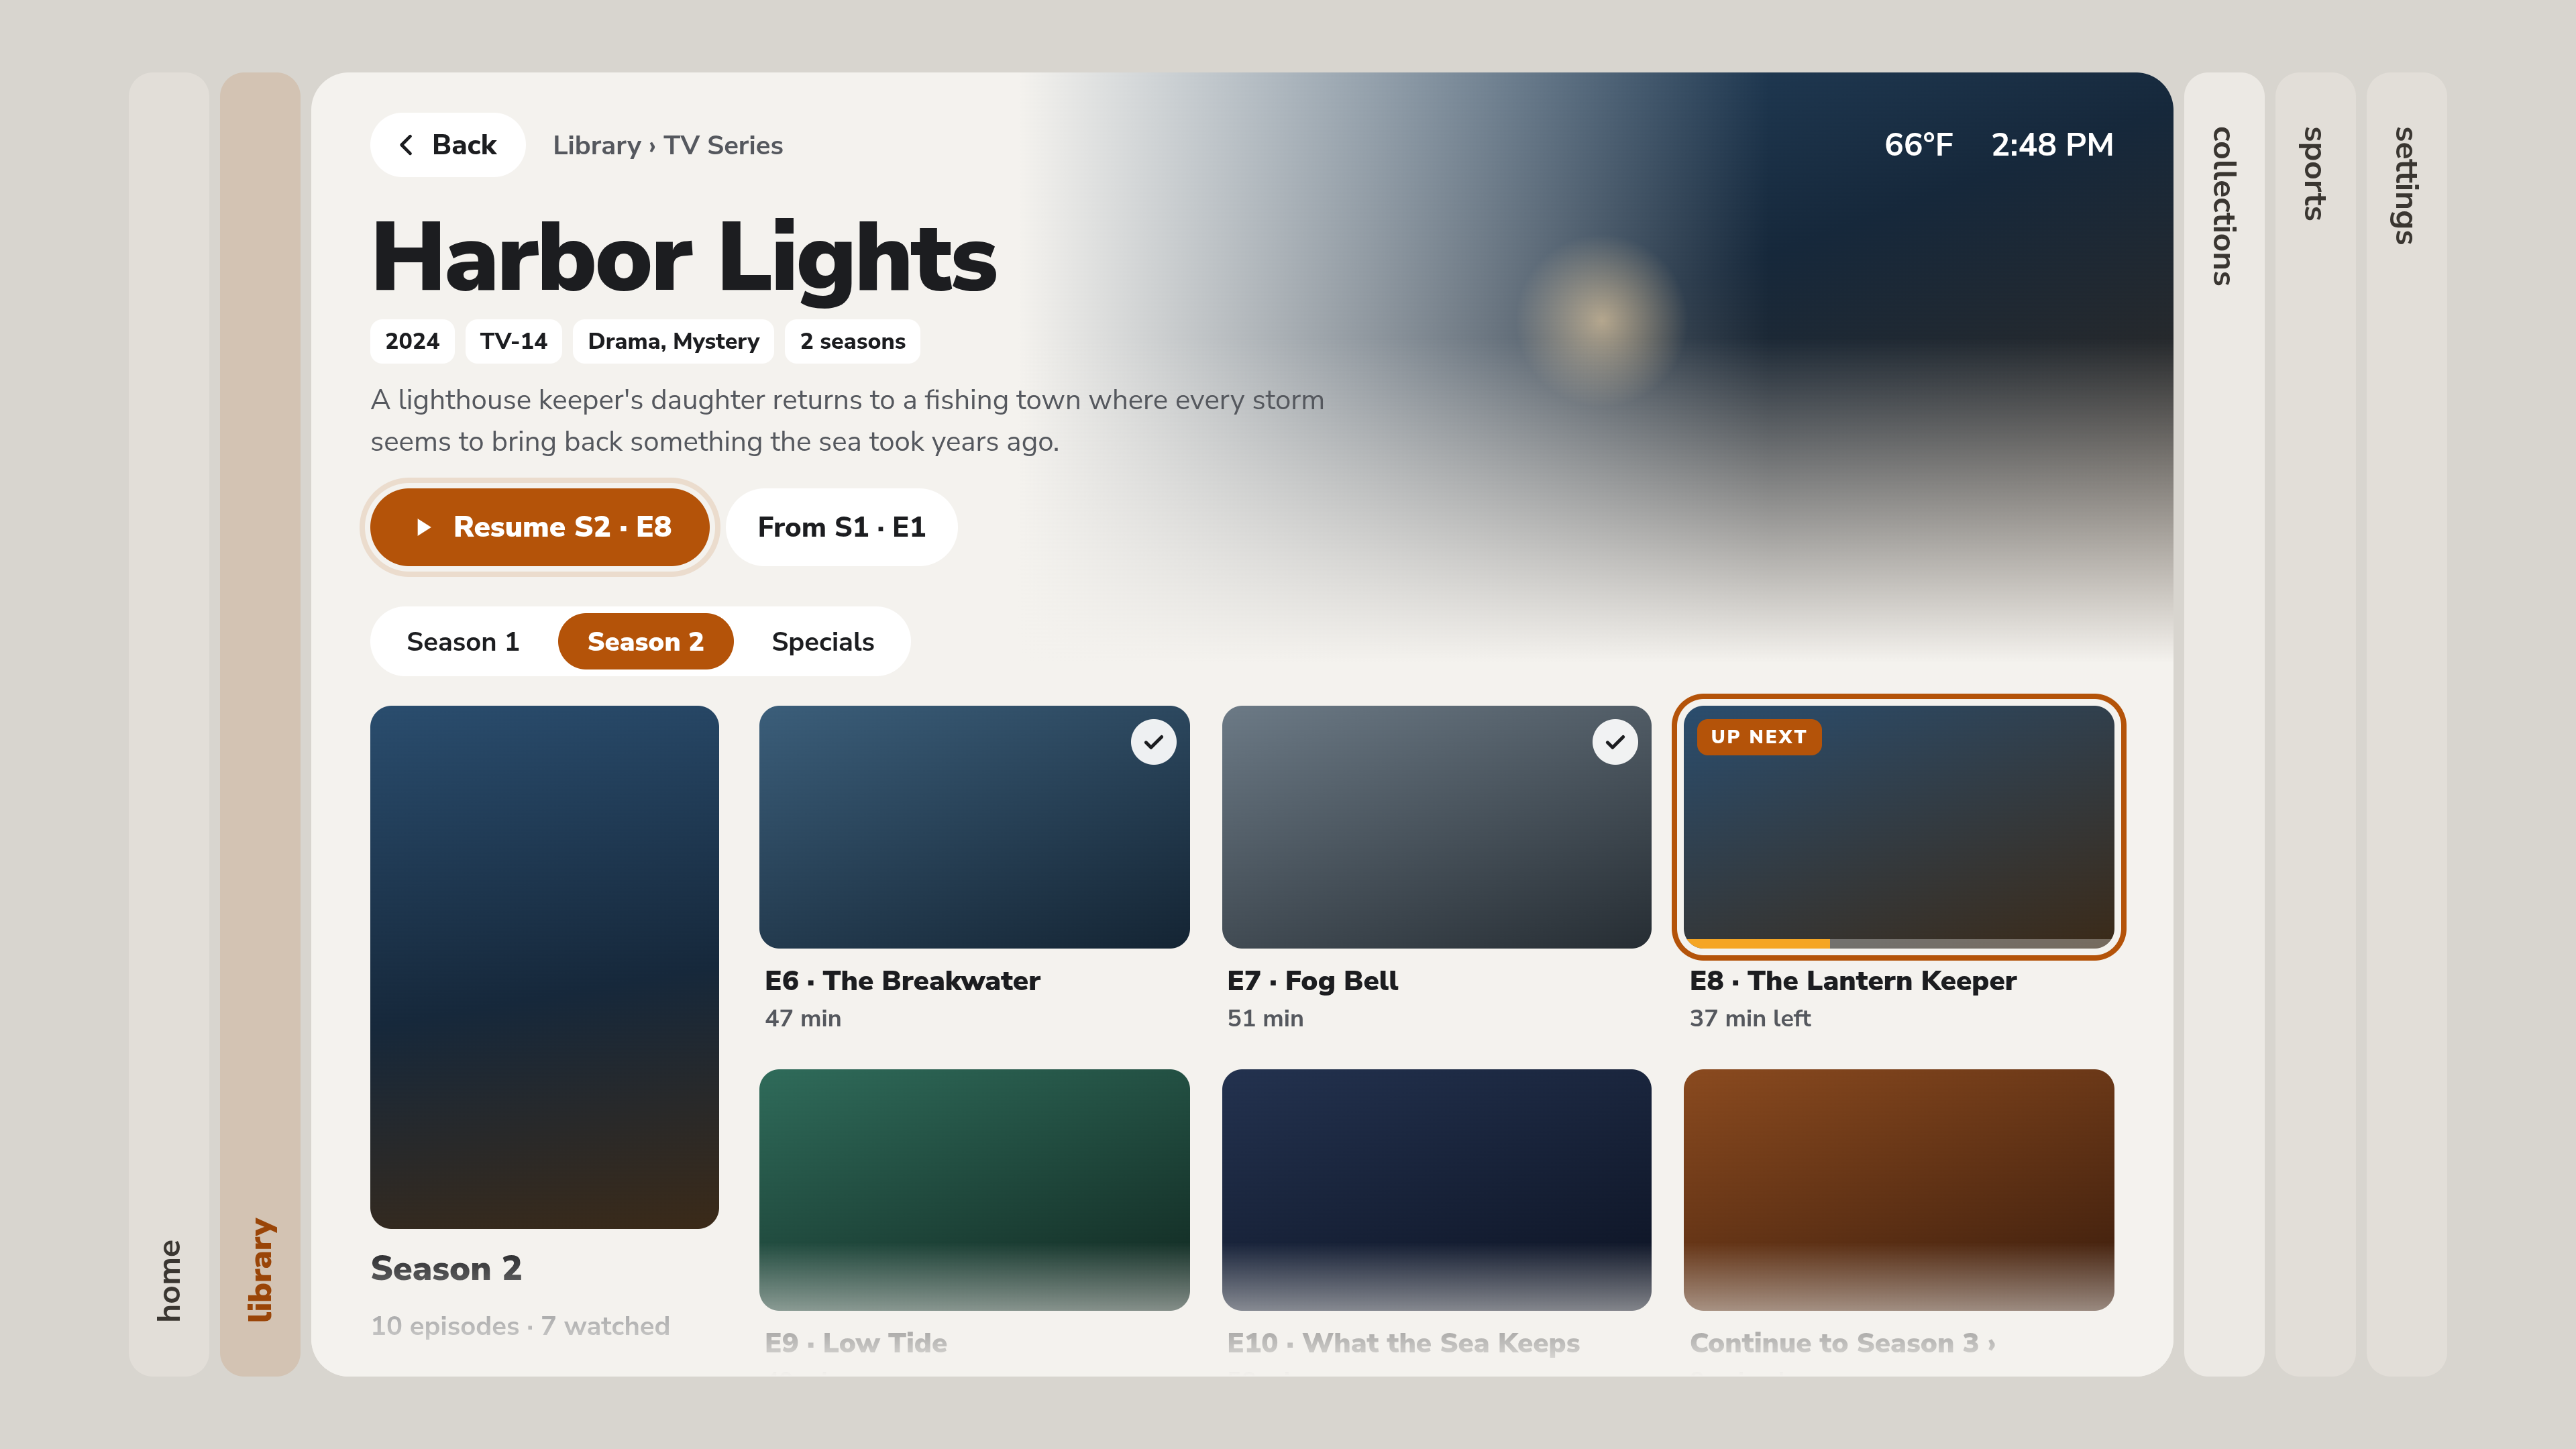 home
library
Back
Library › TV Series
66°F
2:48 PM
Harbor Lights
2024
TV-14
Drama, Mystery
2 seasons
A lighthouse keeper's daughter returns to a fishing town where every storm
seems to bring back something the sea took years ago.
Resume S2 · E8
From S1 · E1
Season 1
Season 2
Specials
UP NEXT
E6 · The Breakwater
47 min
E7 · Fog Bell
51 min
E8 · The Lantern Keeper
37 min left
Season 2
10 episodes · 7 watched
E9 · Low Tide
E10 · What the Sea Keeps
Continue to Season 3 ›
collections
sports
settings